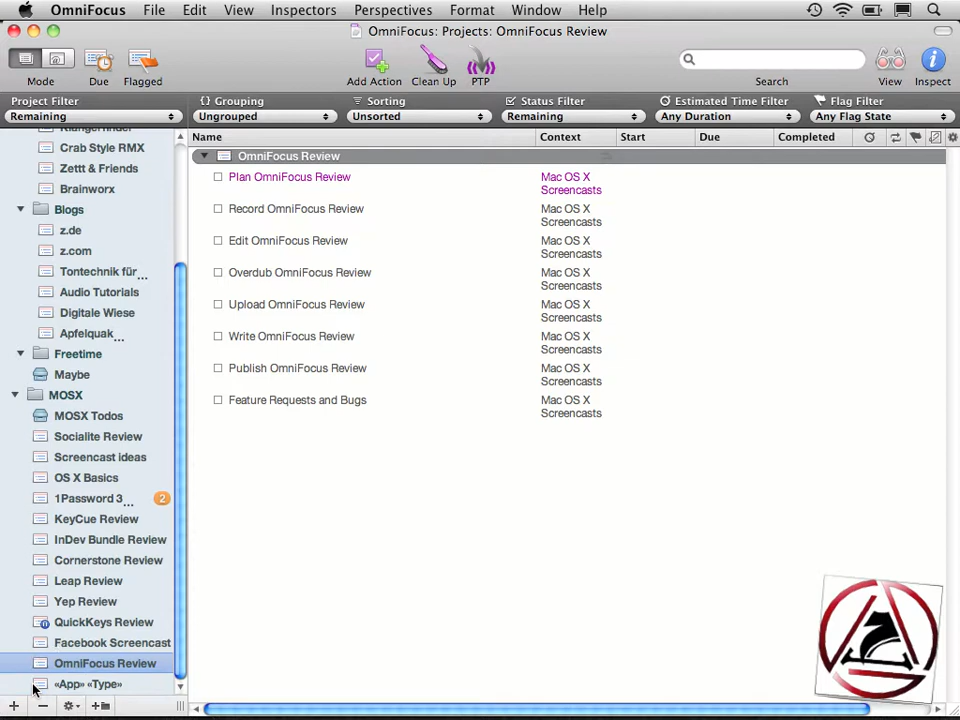 OmniFocus File Edit View Inspectors Perspectives Format Window Help
OmniFocus: Projects: OmniFocus Review
Mode Due Flagged Add Action Clean Up PTP Search View Inspect
Project Filter Grouping Sorting Status Filter Estimated Time Filter Flag Filter
Remaining Ungrouped Unsorted Remaining Any Duration Any Flag State
Name Context Start Due Completed
Klangerfinder
Crab Style RMX
Zettt & Friends
Brainworx
Blogs
z.de
z.com
Tontechnik für...
Audio Tutorials
Digitale Wiese
Apfelquak...
Freetime
Maybe
MOSX
MOSX Todos
Socialite Review
Screencast ideas
OS X Basics
1Password 3... 2
KeyCue Review
InDev Bundle Review
Cornerstone Review
Leap Review
Yep Review
QuickKeys Review
Facebook Screencast
OmniFocus Review
«App» «Type»
OmniFocus Review
Plan OmniFocus Review Mac OS X
Screencasts
Record OmniFocus Review Mac OS X
Screencasts
Edit OmniFocus Review Mac OS X
Screencasts
Overdub OmniFocus Review Mac OS X
Screencasts
Upload OmniFocus Review Mac OS X
Screencasts
Write OmniFocus Review Mac OS X
Screencasts
Publish OmniFocus Review Mac OS X
Screencasts
Feature Requests and Bugs Mac OS X
Screencasts